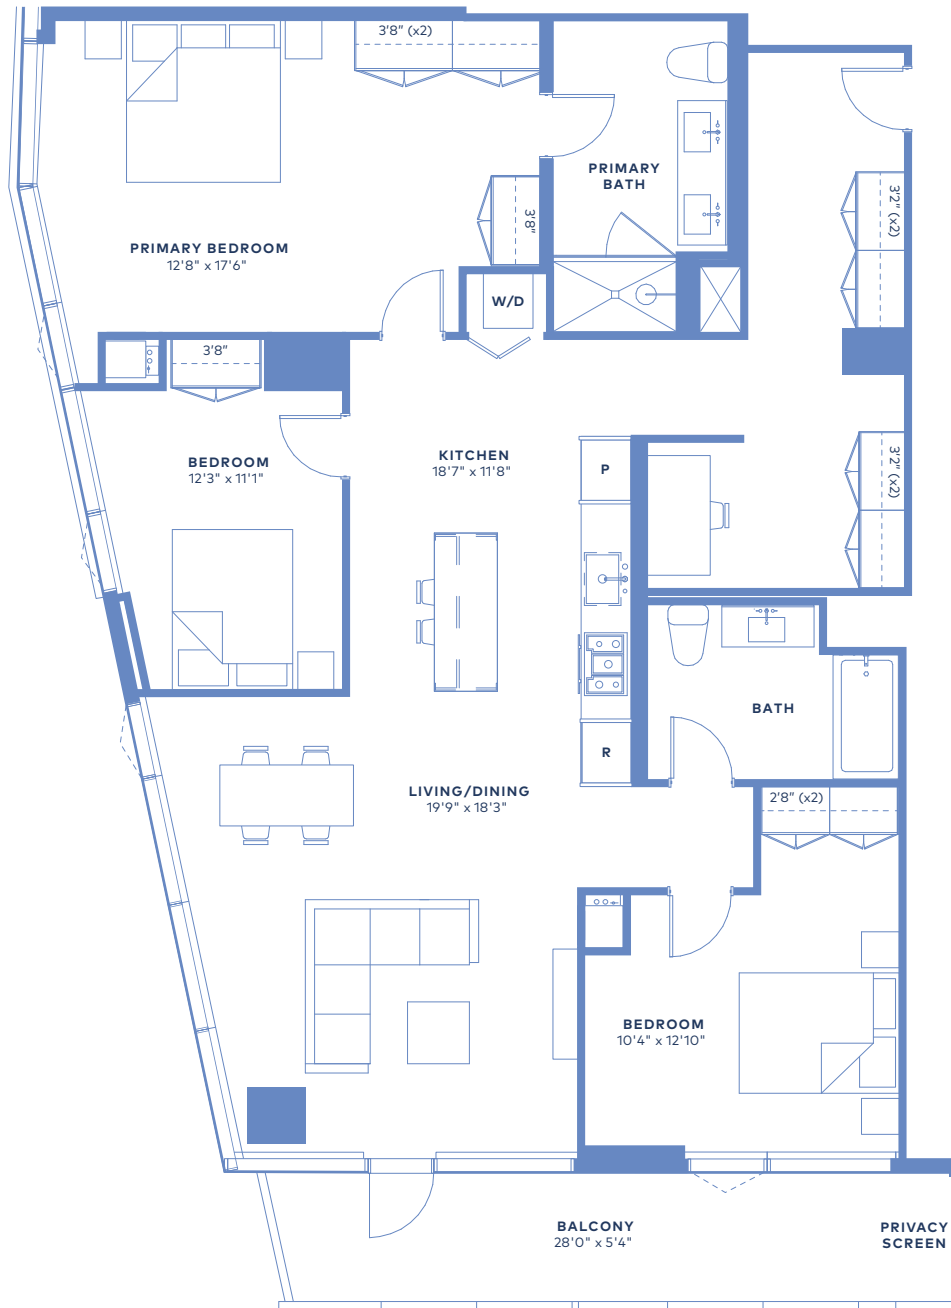 3'8" (x2)
PRIMARY
BATH
3'2" (x2)
3'8"
PRIMARY BEDROOM
12'8" x 17'6"
W/D
3'8"
BEDROOM
12'3" x 11'1"
KITCHEN
18'7" x 11'8"
P
3'2" (x2)
BATH
R
LIVING/DINING
19'9" x 18'3"
2'8" (x2)
BEDROOM
10'4" x 12'10"
BALCONY
28'0" x 5'4"
PRIVACY
SCREEN